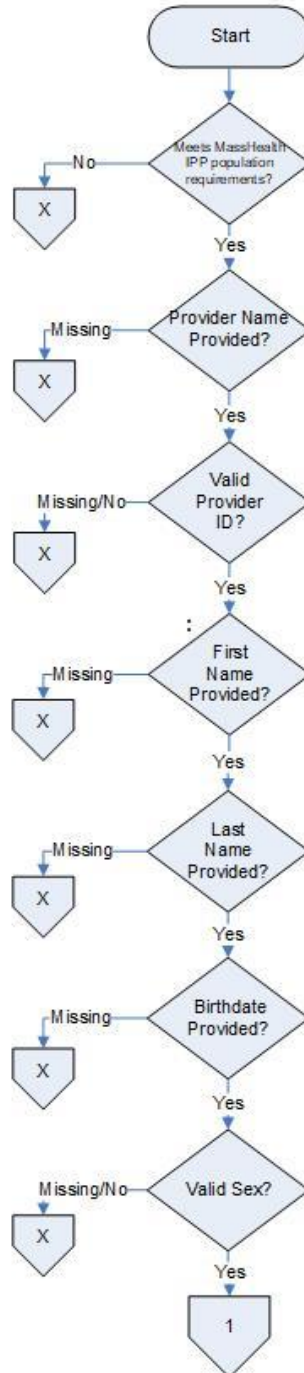 Start
Meets MassHealth
IPP population
requirements?
No
X
Yes
Provider Name
Provided?
Missing
X
Yes
Valid
Provider
ID?
Missing/No
X
Yes
:
First
Name
Provided?
Missing
X
Yes
Last
Name
Provided?
Missing
X
Yes
Birthdate
Provided?
Missing
X
Yes
Valid Sex?
Missing/No
X
Yes
1